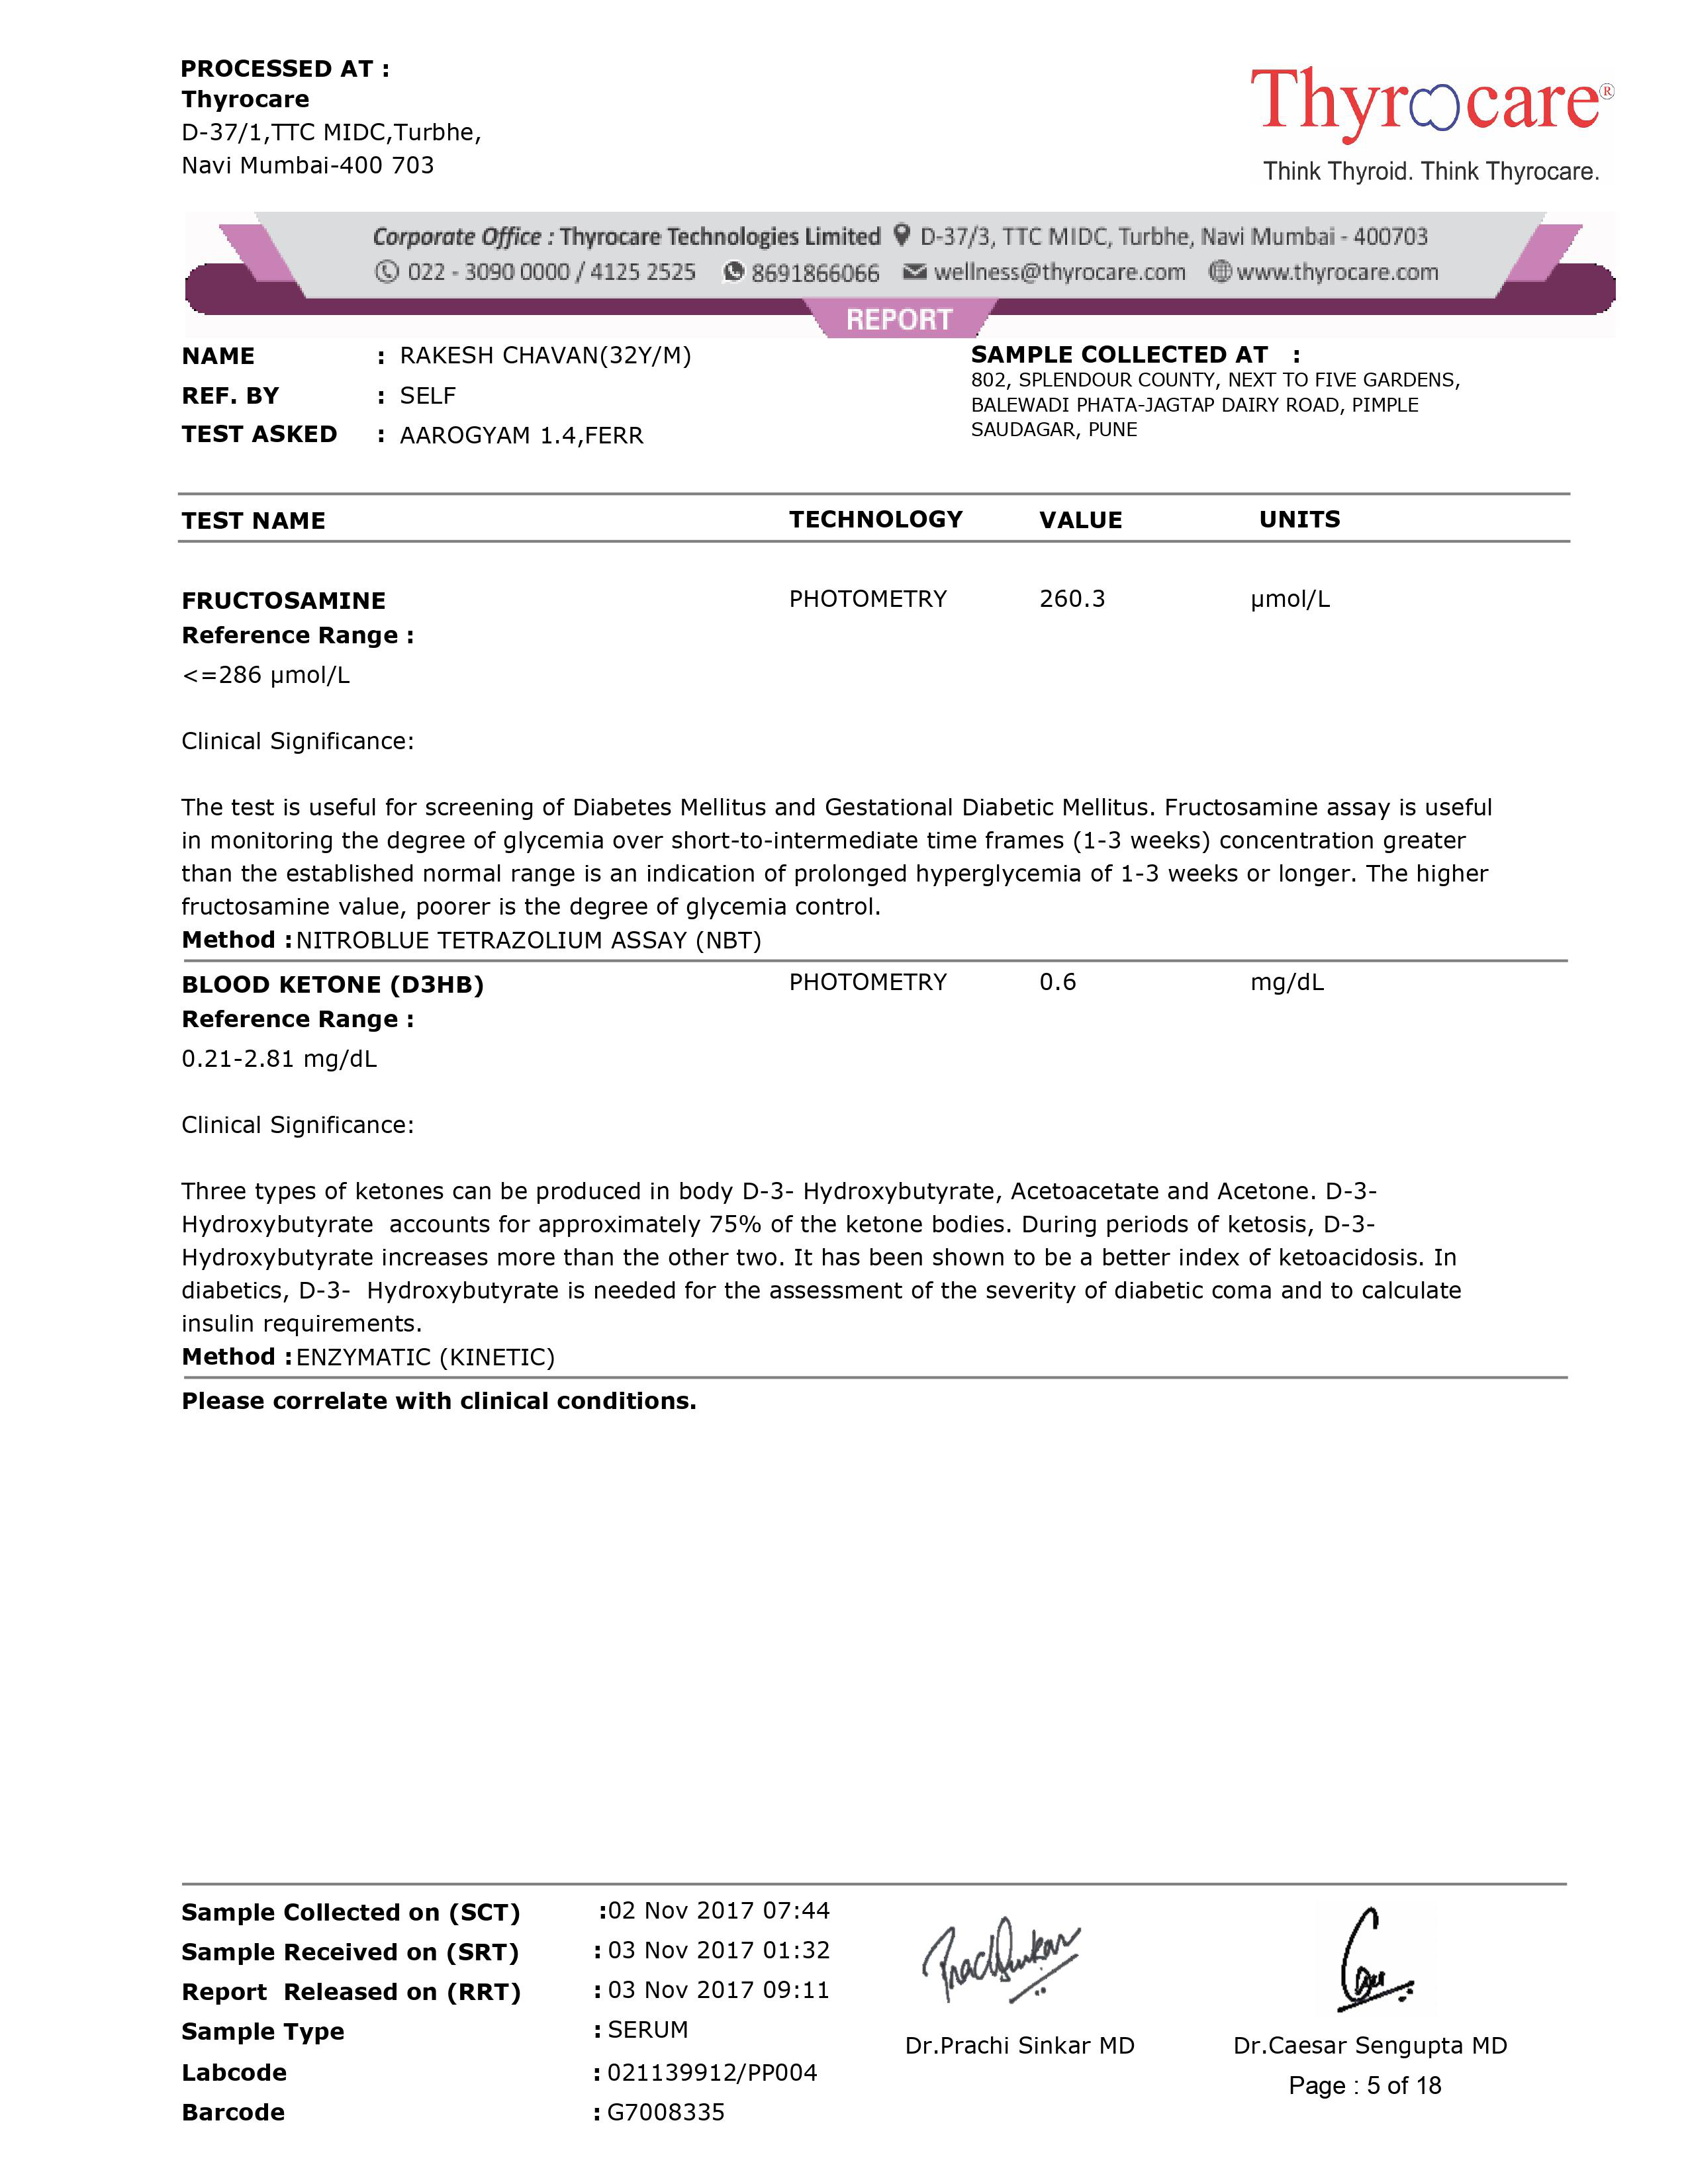 PROCESSED AT :
Thyrocare
D-37/1,TTC MIDC,Turbhe,
Navi Mumbai-400 703
Thyrocare®
Think Thyroid. Think Thyrocare.
Corporate Office : Thyrocare Technologies Limited D-37/3, TTC MIDC, Turbhe, Navi Mumbai - 400703
022 - 3090 0000 / 4125 2525 8691866066 wellness@thyrocare.com www.thyrocare.com
REPORT
NAME : RAKESH CHAVAN(32Y/M)
REF. BY : SELF
TEST ASKED : AAROGYAM 1.4,FERR
SAMPLE COLLECTED AT :
802, SPLENDOUR COUNTY, NEXT TO FIVE GARDENS,
BALEWADI PHATA-JAGTAP DAIRY ROAD, PIMPLE
SAUDAGAR, PUNE
TEST NAME TECHNOLOGY VALUE UNITS
FRUCTOSAMINE PHOTOMETRY 260.3 µmol/L
Reference Range :
<=286 µmol/L
Clinical Significance:
The test is useful for screening of Diabetes Mellitus and Gestational Diabetic Mellitus. Fructosamine assay is useful
in monitoring the degree of glycemia over short-to-intermediate time frames (1-3 weeks) concentration greater
than the established normal range is an indication of prolonged hyperglycemia of 1-3 weeks or longer. The higher
fructosamine value, poorer is the degree of glycemia control.
Method : NITROBLUE TETRAZOLIUM ASSAY (NBT)
BLOOD KETONE (D3HB) PHOTOMETRY 0.6 mg/dL
Reference Range :
0.21-2.81 mg/dL
Clinical Significance:
Three types of ketones can be produced in body D-3- Hydroxybutyrate, Acetoacetate and Acetone. D-3-
Hydroxybutyrate accounts for approximately 75% of the ketone bodies. During periods of ketosis, D-3-
Hydroxybutyrate increases more than the other two. It has been shown to be a better index of ketoacidosis. In
diabetics, D-3- Hydroxybutyrate is needed for the assessment of the severity of diabetic coma and to calculate
insulin requirements.
Method : ENZYMATIC (KINETIC)
Please correlate with clinical conditions.
Sample Collected on (SCT) :02 Nov 2017 07:44
Sample Received on (SRT) : 03 Nov 2017 01:32
Report Released on (RRT) : 03 Nov 2017 09:11
Sample Type : SERUM
Labcode : 021139912/PP004
Barcode : G7008335
Dr.Prachi Sinkar MD
Dr.Caesar Sengupta MD
Page : 5 of 18